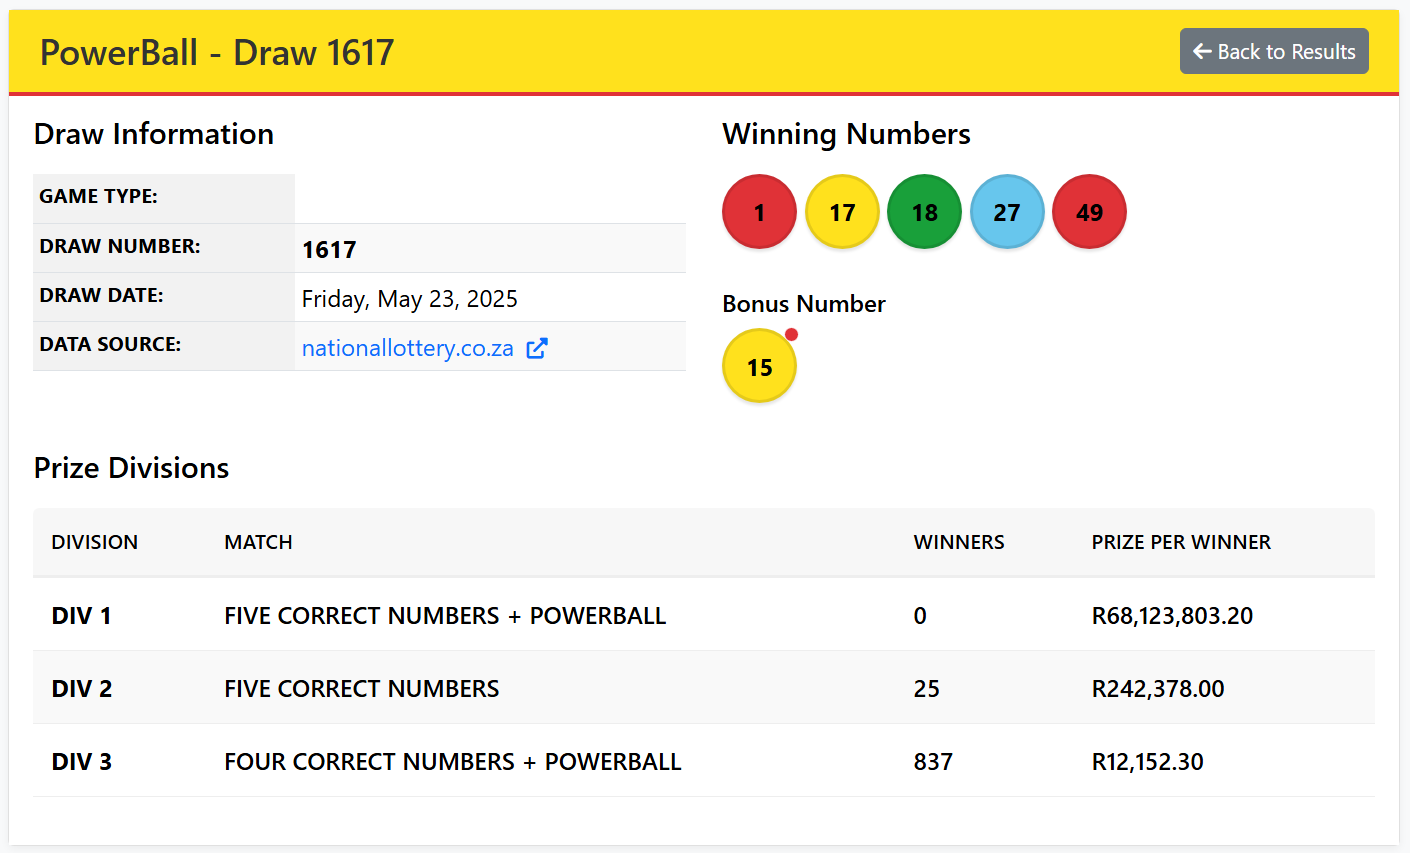 PowerBall - Draw 1617
Back to Results
Draw Information
GAME TYPE:
DRAW NUMBER: 1617
DRAW DATE: Friday, May 23, 2025
DATA SOURCE: nationallottery.co.za
Winning Numbers
1 17 18 27 49
Bonus Number
15
Prize Divisions
DIVISION MATCH WINNERS PRIZE PER WINNER
DIV 1 FIVE CORRECT NUMBERS + POWERBALL 0 R68,123,803.20
DIV 2 FIVE CORRECT NUMBERS 25 R242,378.00
DIV 3 FOUR CORRECT NUMBERS + POWERBALL 837 R12,152.30